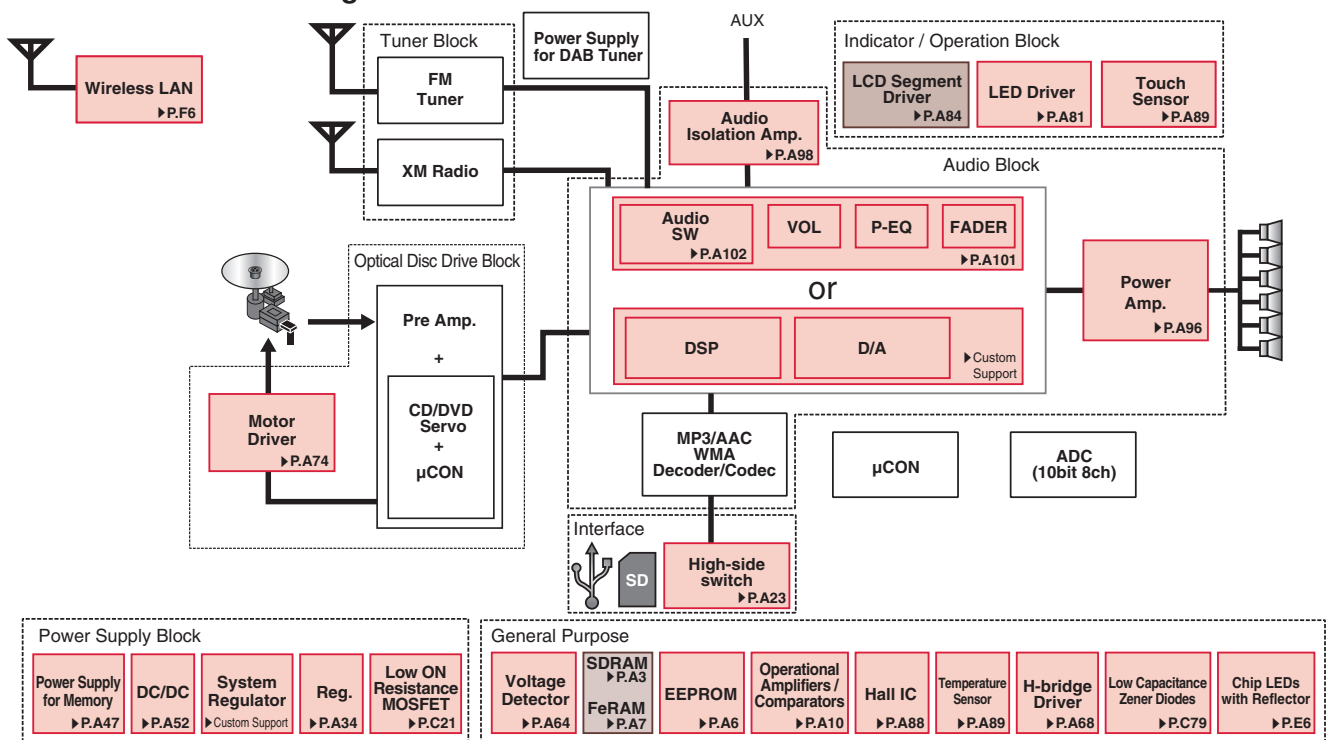 Tuner Block
Power Supply
for DAB Tuner
AUX
Indicator / Operation Block
Wireless LAN
▶P.F6
FM
Tuner
XM Radio
Audio
Isolation Amp.
▶P.A98
LCD Segment
Driver
▶P.A84
LED Driver
▶P.A81
Touch
Sensor
▶P.A89
Audio Block
Audio
SW
▶P.A102
VOL
P-EQ
FADER
▶P.A101
or
DSP
D/A
▶Custom
Support
Power
Amp.
▶P.A96
Optical Disc Drive Block
Pre Amp.
+
CD/DVD
Servo
+
µCON
Motor
Driver
▶P.A74
MP3/AAC
WMA
Decoder/Codec
µCON
ADC
(10bit 8ch)
Interface
SD
High-side
switch
▶P.A23
Power Supply Block
Power Supply
for Memory
▶P.A47
DC/DC
▶P.A52
System
Regulator
▶Custom Support
Reg.
▶P.A34
Low ON
Resistance
MOSFET
▶P.C21
General Purpose
Voltage
Detector
▶P.A64
SDRAM
▶P.A3
FeRAM
▶P.A7
EEPROM
▶P.A6
Operational
Amplifiers /
Comparators
▶P.A10
Hall IC
▶P.A88
Temperature
Sensor
▶P.A89
H-bridge
Driver
▶P.A68
Low Capacitance
Zener Diodes
▶P.C79
Chip LEDs
with Reflector
▶P.E6